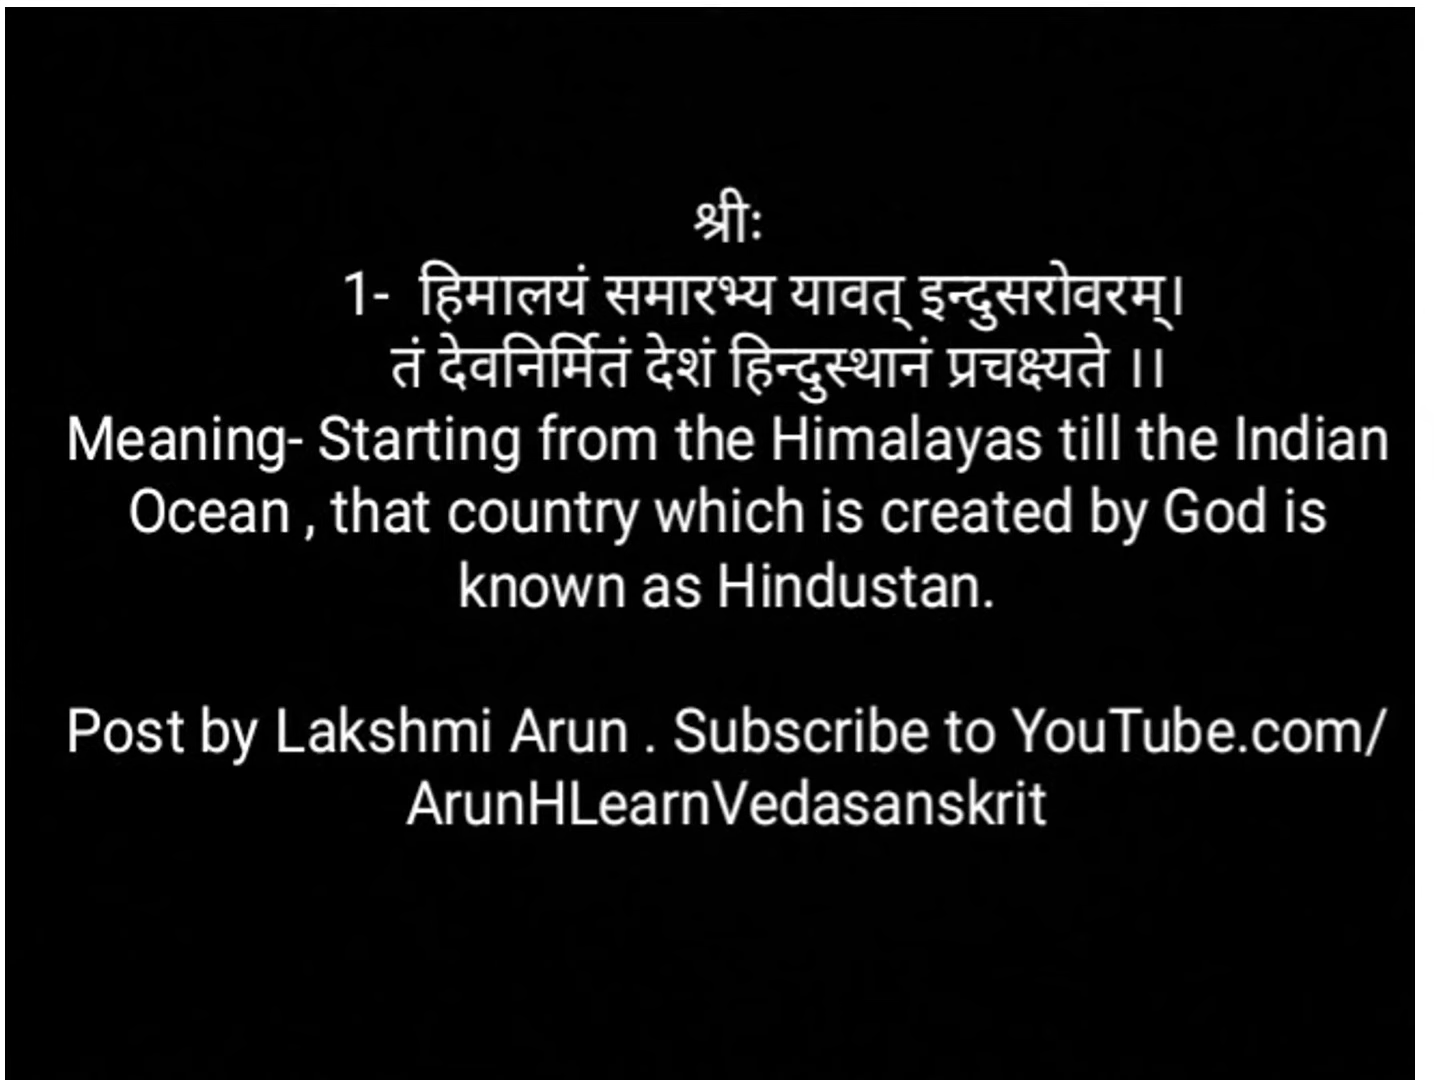 श्रीः
1- हिमालयं समारभ्य यावत् इन्दुसरोवरम्।
तं देवनिर्मितं देशं हिन्दुस्थानं प्रचक्ष्यते ।।
Meaning- Starting from the Himalayas till the Indian
Ocean , that country which is created by God is
known as Hindustan.
Post by Lakshmi Arun . Subscribe to YouTube.com/
ArunHLearnVedasanskrit